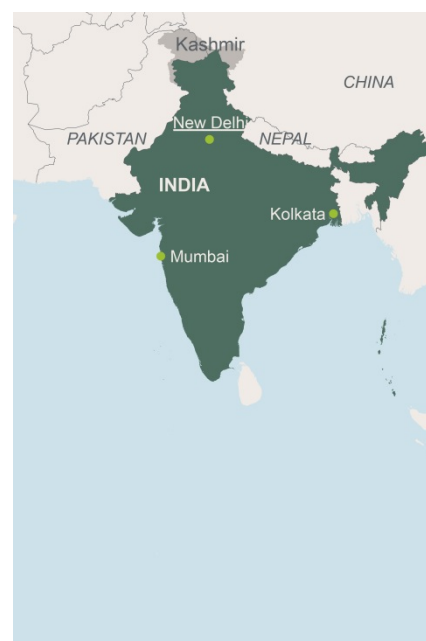 Kashmir
CHINA
New Delhi
PAKISTAN
NEPAL
INDIA
Kolkata
Mumbai